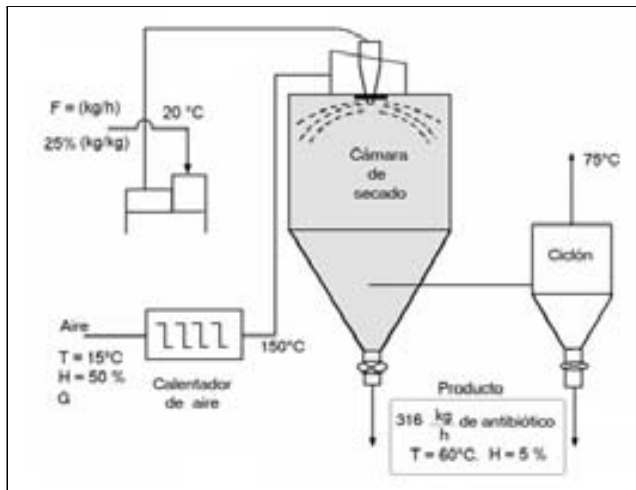 F = (kg/h)
20 °C
25% (kg/kg)
Cámara
de
secado
75°C
Ciclón
Aire
T = 15°C
H = 50 %
G
150°C
Calentador
de aire
Producto
316 kg/h de antibiótico
T = 60°C. H = 5 %